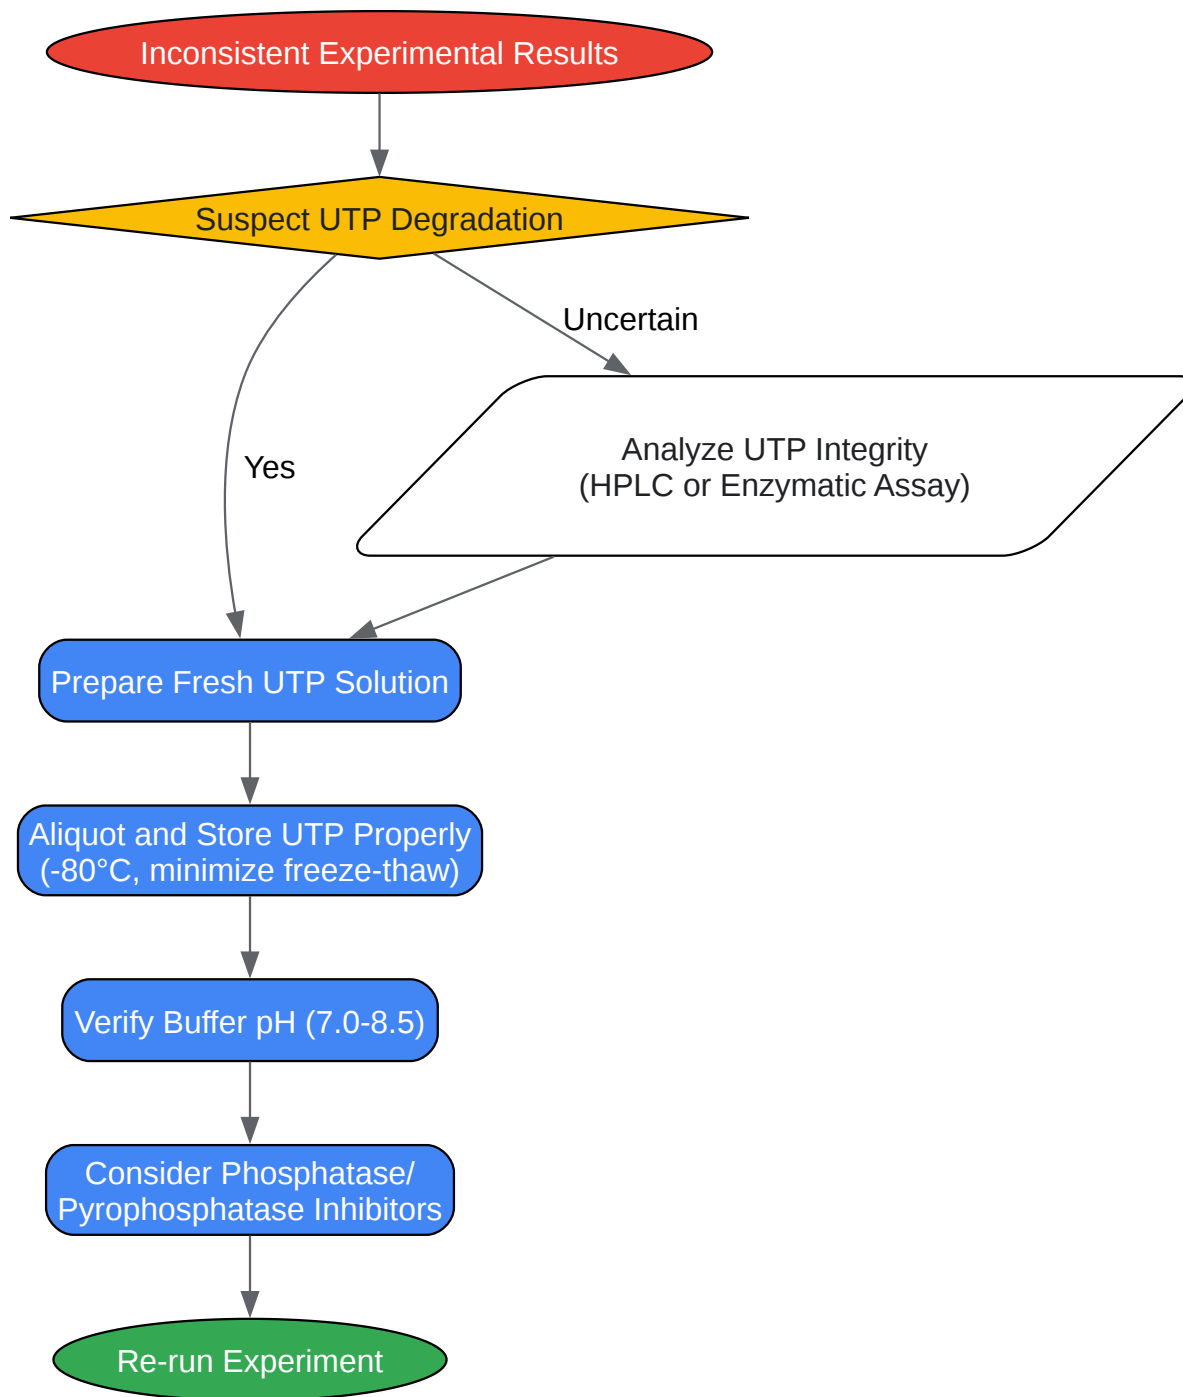 Inconsistent Experimental Results
Suspect UTP Degradation
Uncertain
Analyze UTP Integrity
(HPLC or Enzymatic Assay)
Yes
Prepare Fresh UTP Solution
Aliquot and Store UTP Properly
(-80°C, minimize freeze-thaw)
Verify Buffer pH (7.0-8.5)
Consider Phosphatase/
Pyrophosphatase Inhibitors
Re-run Experiment